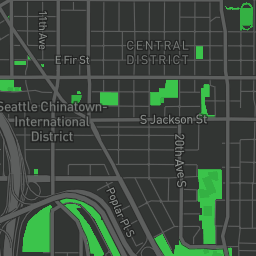 11th Ave
CENTRAL
DISTRICT
E Fir St
Seattle Chinatown-
International
District
S Jackson St
20th Ave S
Poplar Pl S